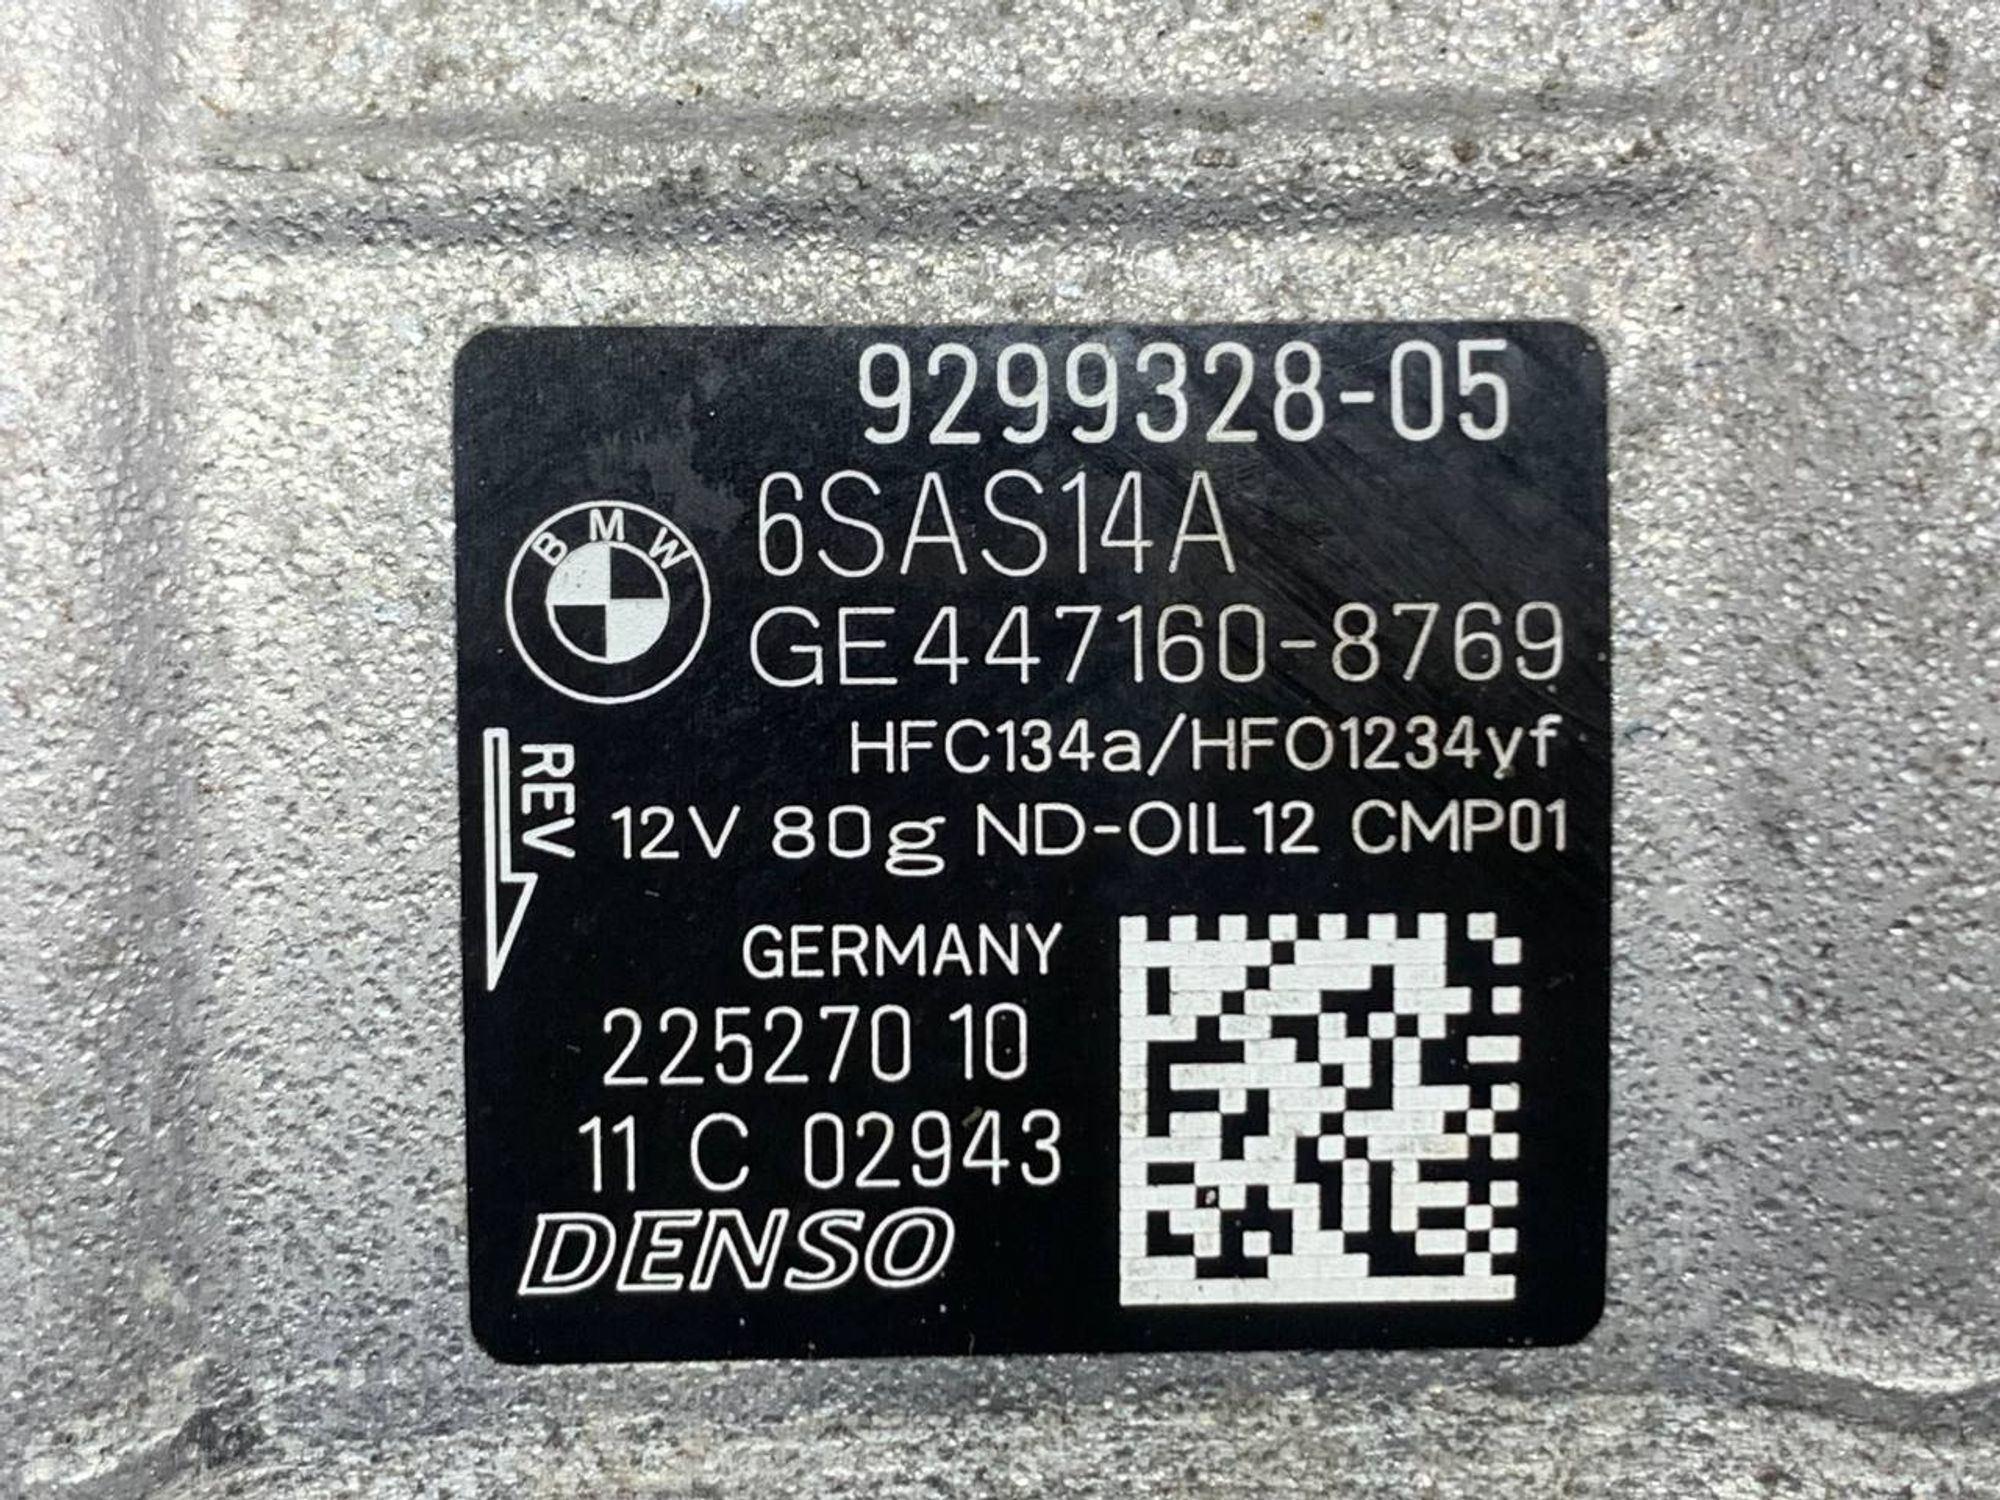 9299328-05
6SAS14A
BMW
GE447160-8769
HFC134a/HFO1234yf
REV
12V 80g ND-OIL12 CMP01
GERMANY
225270 10
11 C 02943
DENSO